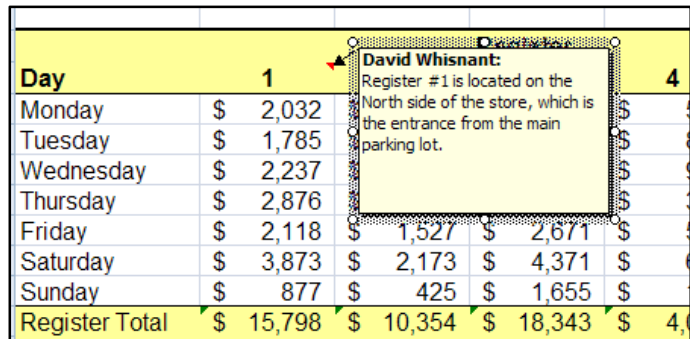 Register
Day 1 4
David Whisnant:
Register #1 is located on the
North side of the store, which is
the entrance from the main
parking lot.
Monday $ 2,032 $
Tuesday $ 1,785 $
Wednesday $ 2,237 $
Thursday $ 2,876 $
Friday $ 2,118 $ 1,527 $ 2,671 $
Saturday $ 3,873 $ 2,173 $ 4,371 $
Sunday $ 877 $ 425 $ 1,655 $
Register Total $ 15,798 $ 10,354 $ 18,343 $